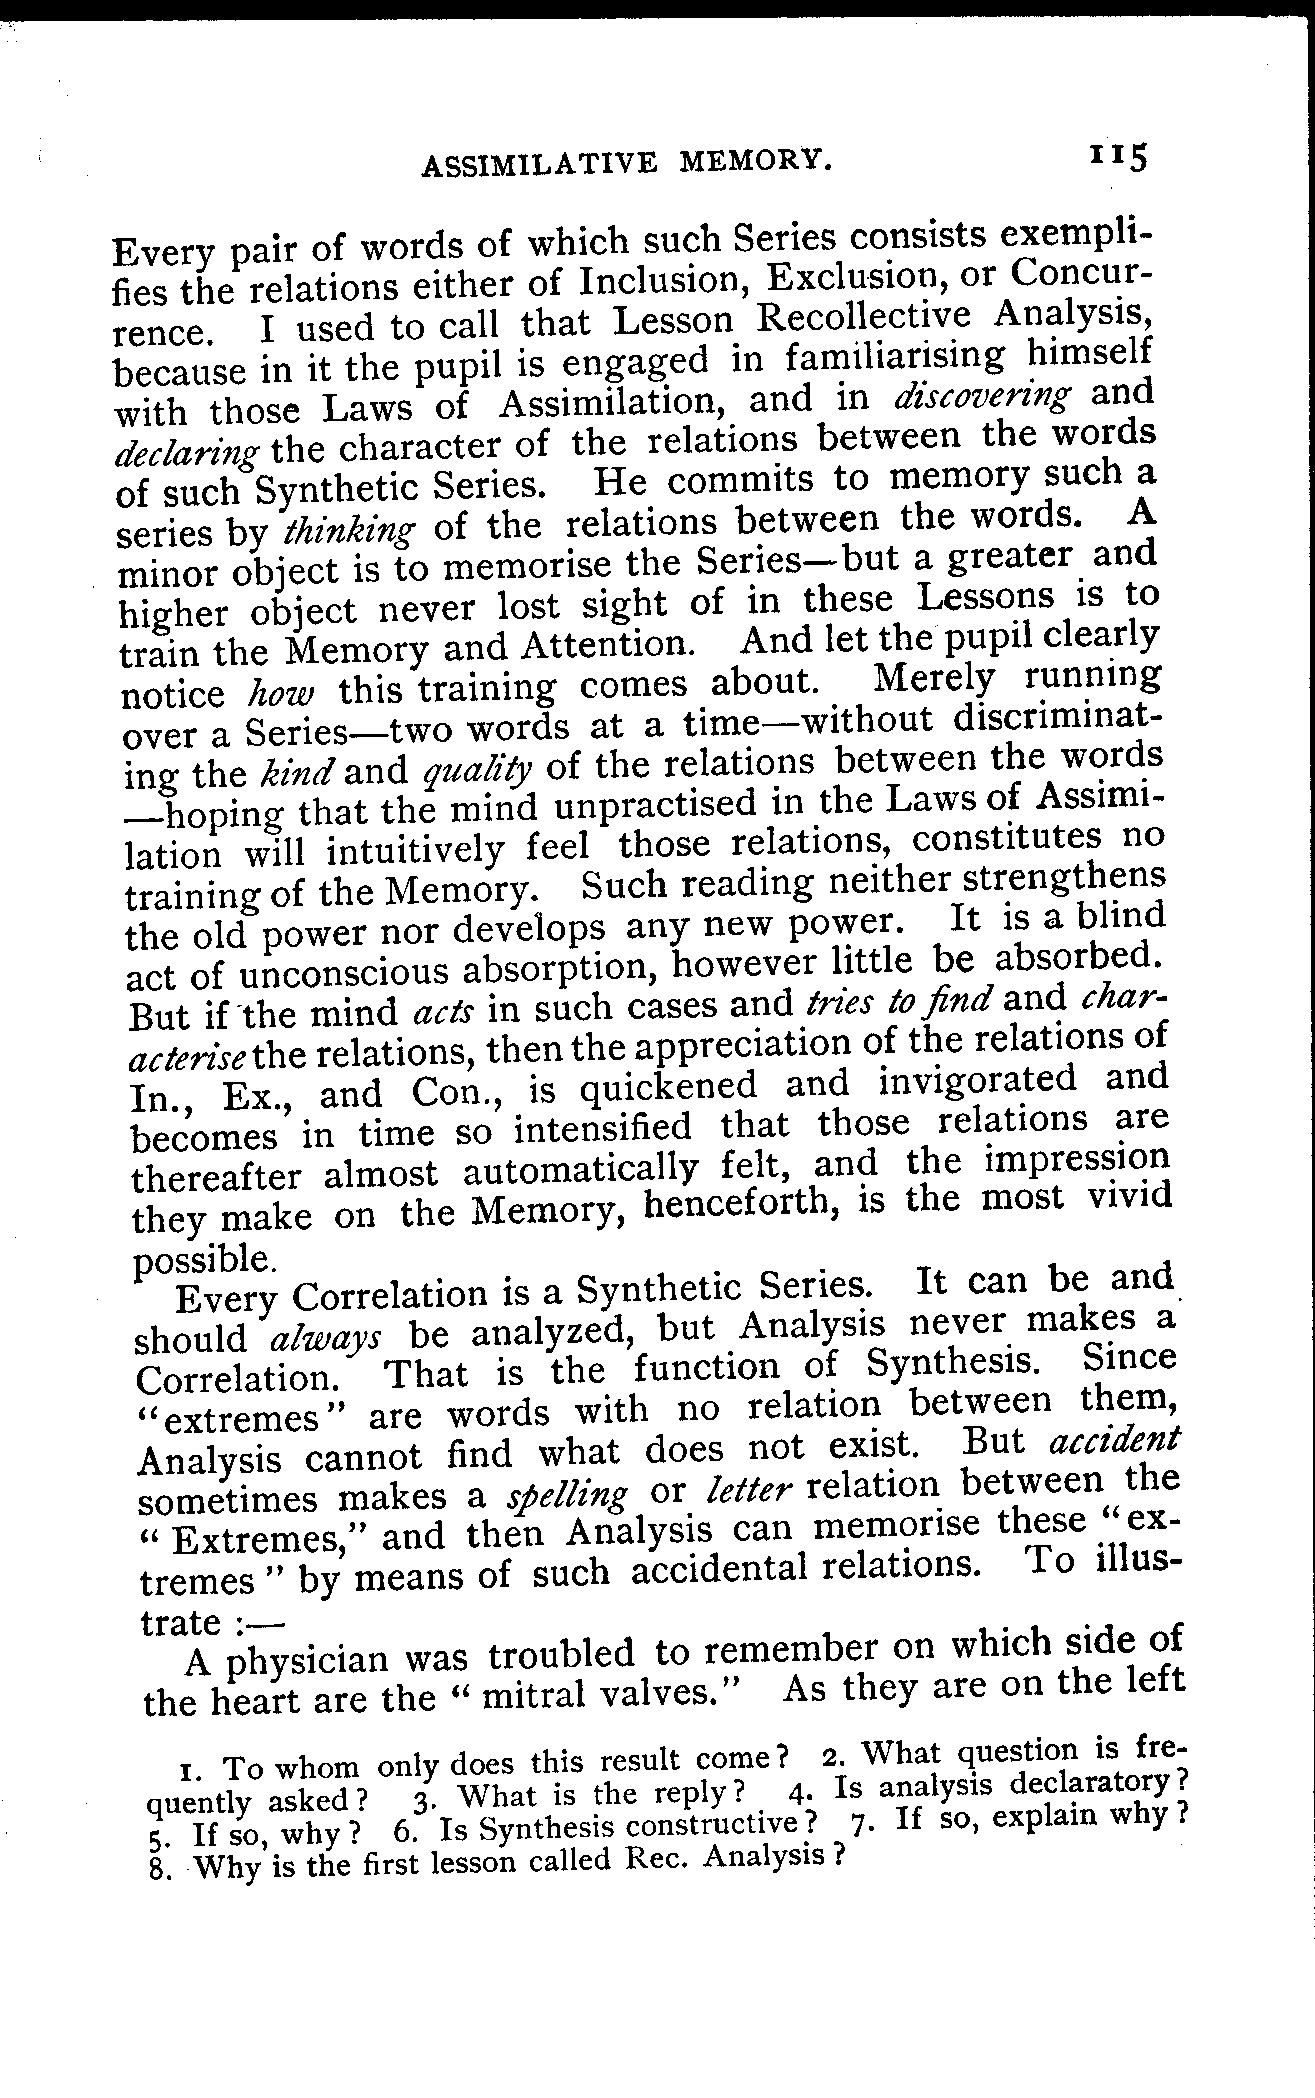 ASSIMILATIVE MEMORY. 115
Every pair of words of which such Series consists exempli-
fies the relations either of Inclusion, Exclusion, or Concur-
rence. I used to call that Lesson Recollective Analysis,
because in it the pupil is engaged in familiarising himself
with those Laws of Assimilation, and in discovering and
declaring the character of the relations between the words
of such Synthetic Series. He commits to memory such a
series by thinking of the relations between the words. A
minor object is to memorise the Series—but a greater and
higher object never lost sight of in these Lessons is to
train the Memory and Attention. And let the pupil clearly
notice how this training comes about. Merely running
over a Series—two words at a time—without discriminat-
ing the kind and quality of the relations between the words
—hoping that the mind unpractised in the Laws of Assimi-
lation will intuitively feel those relations, constitutes no
training of the Memory. Such reading neither strengthens
the old power nor develops any new power. It is a blind
act of unconscious absorption, however little be absorbed.
But if the mind acts in such cases and tries to find and char-
acterise the relations, then the appreciation of the relations of
In., Ex., and Con., is quickened and invigorated and
becomes in time so intensified that those relations are
thereafter almost automatically felt, and the impression
they make on the Memory, henceforth, is the most vivid
possible.
Every Correlation is a Synthetic Series. It can be and
should always be analyzed, but Analysis never makes a
Correlation. That is the function of Synthesis. Since
"extremes" are words with no relation between them,
Analysis cannot find what does not exist. But accident
sometimes makes a spelling or letter relation between the
"Extremes," and then Analysis can memorise these "ex-
tremes" by means of such accidental relations. To illus-
trate :—
A physician was troubled to remember on which side of
the heart are the "mitral valves." As they are on the left
1. To whom only does this result come? 2. What question is fre-
quently asked? 3. What is the reply? 4. Is analysis declaratory?
5. If so, why? 6. Is Synthesis constructive? 7. If so, explain why?
8. Why is the first lesson called Rec. Analysis?